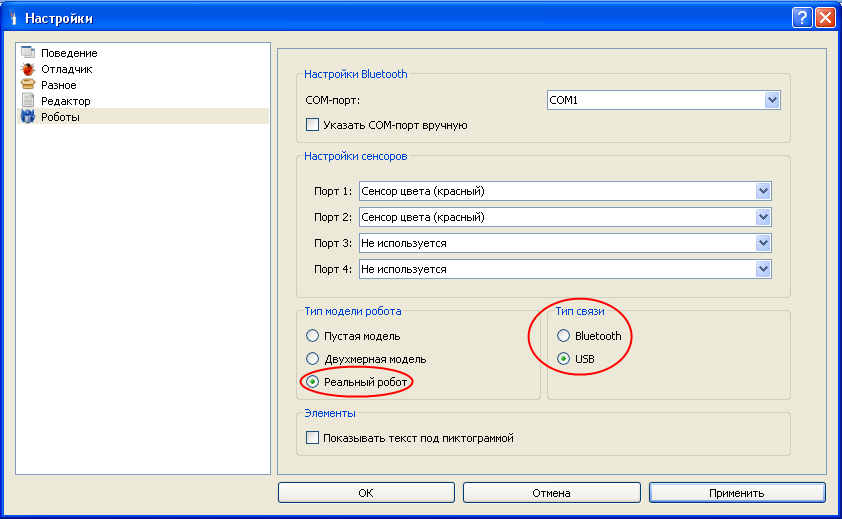 Настройки
Поведение
Отладчик
Разное
Редактор
Роботы
Настройки Bluetooth
COM-порт:
COM1
Указать COM-порт вручную
Настройки сенсоров
Порт 1: Сенсор цвета (красный)
Порт 2: Сенсор цвета (красный)
Порт 3: Не используется
Порт 4: Не используется
Тип модели робота
Пустая модель
Двухмерная модель
Реальный робот
Тип связи
Bluetooth
USB
Элементы
Показывать текст под пиктограммой
OK
Отмена
Применить